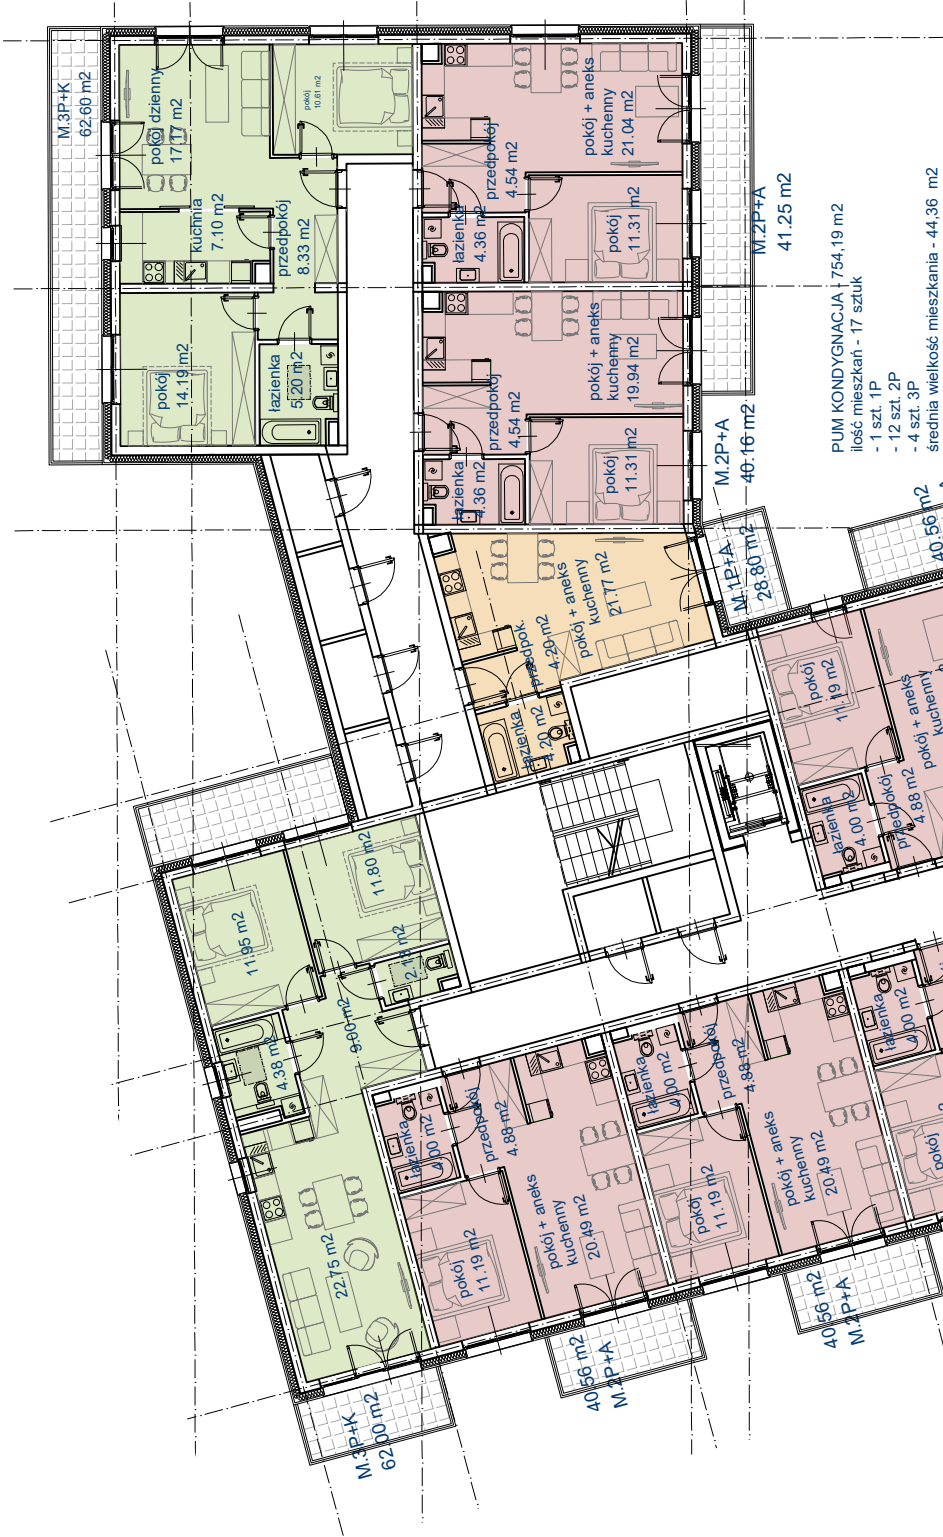 M.3P+K
62.60 m2
pokój dzienny
17.17 m2
pokój
10.61 m2
kuchnia
7.10 m2
przedpokój
8.33 m2
pokój
14.19 m2
łazienka
5.20 m2
pokój + aneks
kuchenny
21.04 m2
przedpokój
4.54 m2
łazienka
4.36 m2
pokój
11.31 m2
M.2P+A
41.25 m2
pokój + aneks
kuchenny
19.94 m2
przedpokój
4.54 m2
łazienka
4.36 m2
pokój
11.31 m2
M.2P+A
40.16 m2
PUM KONDYGNACJA - 754,19 m2
ilość mieszkań - 17 sztuk
- 1 szt. 1P
- 12 szt. 2P
- 4 szt. 3P
średnia wielkość mieszkania - 44,36 m2
pokój + aneks
kuchenny
21.77 m2
przedpok.
4.20 m2
łazienka
4.20 m2
M.1P+A
28.80 m2
40.56 m2
pokój
11.19 m2
pokój + aneks
kuchenny
przedpokój
4.88 m2
łazienka
4.00 m2
11.95 m2
11.80 m2
2.13 m2
9.00 m2
4.38 m2
22.75 m2
M.3P+K
62.00 m2
łazienka
4.00 m2
przedpokój
4.88 m2
pokój
11.19 m2
pokój + aneks
kuchenny
20.49 m2
40.56 m2
M.2P+A
łazienka
4.00 m2
przedpokój
4.88 m2
pokój
11.19 m2
pokój + aneks
kuchenny
20.49 m2
40.56 m2
M.2P+A
łazienka
4.00 m2
pokój